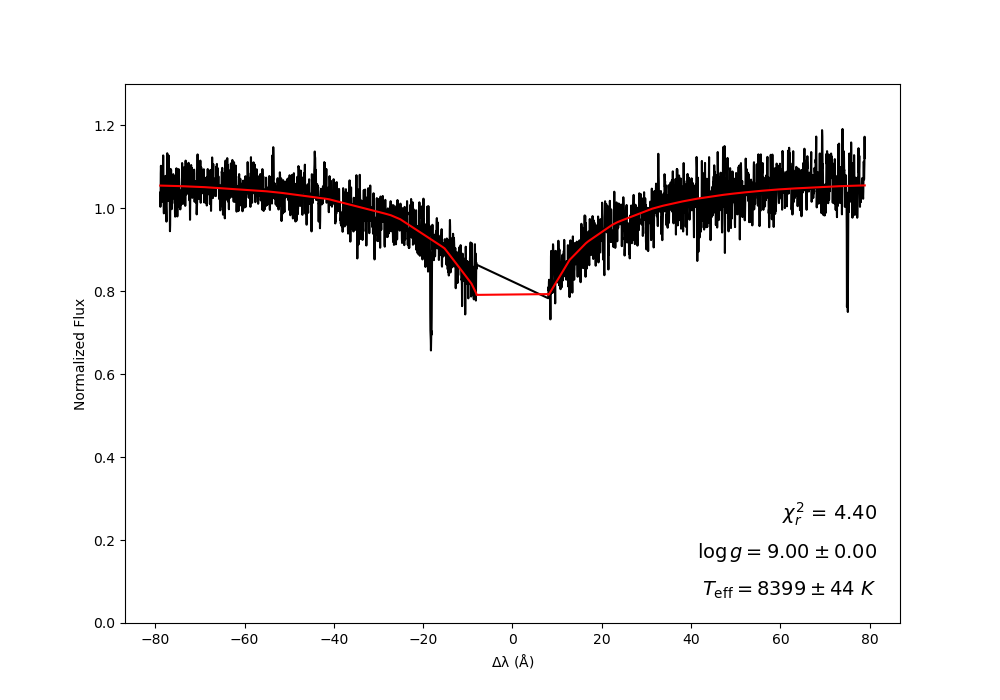 Normalized Flux
1.2
1.0
0.8
0.6
0.4
0.2
0.0
χ²ᵣ = 4.40
log g = 9.00 ± 0.00
T_eff = 8399 ± 44 K
−80 −60 −40 −20 0 20 40 60 80
Δλ (Å)